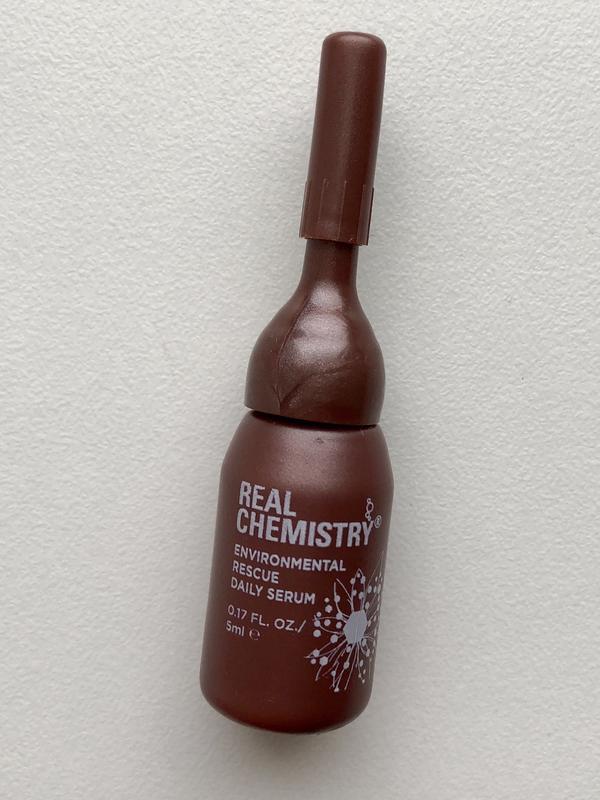 REAL
CHEMISTRY®
ENVIRONMENTAL
RESCUE
DAILY SERUM
0.17 FL. OZ./
5ml ℮